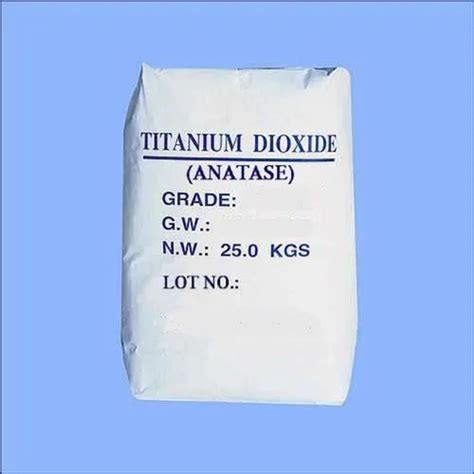 TITANIUM DIOXIDE
(ANATASE)
GRADE:
G.W.:
N.W.: 25.0 KGS
LOT NO.: